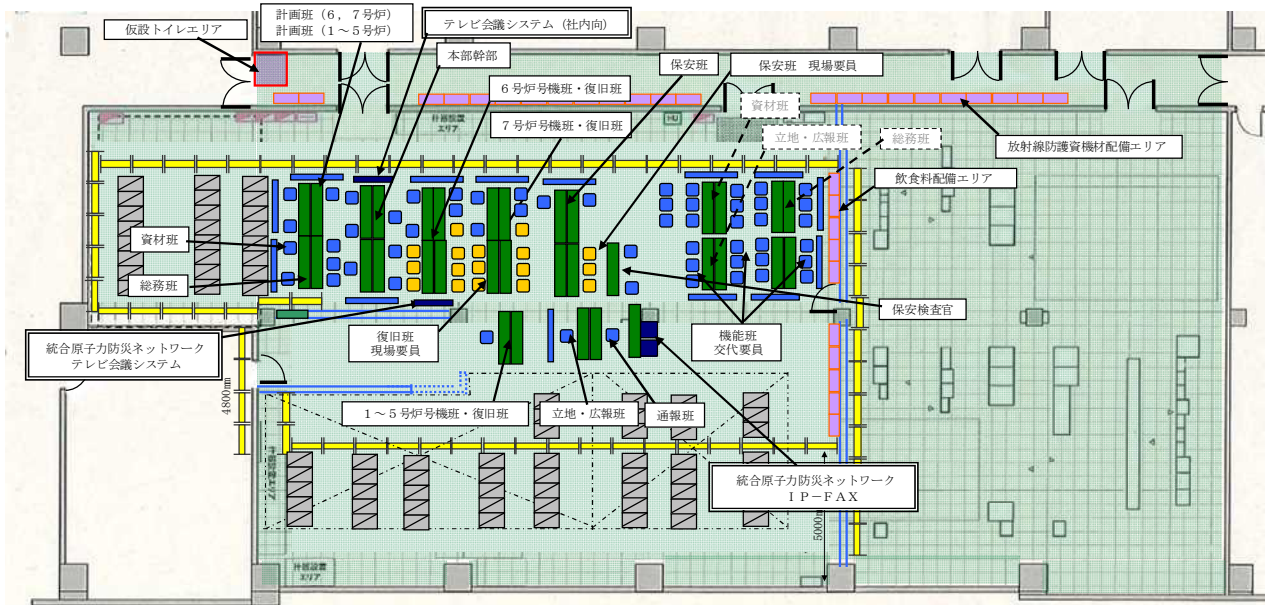 計画班（６，７号炉）
計画班（１～５号炉）
テレビ会議システム（社内向）
仮設トイレエリア
本部幹部
保安班
保安班　現場要員
６号炉号機班・復旧班
資材班
７号炉号機班・復旧班
立地・広報班
総務班
放射線防護資機材配備エリア
飲食料配備エリア
資材班
総務班
保安検査官
復旧班
現場要員
機能班
交代要員
統合原子力防災ネットワーク
テレビ会議システム
4800㎜
１～５号炉号機班・復旧班
立地・広報班
通報班
統合原子力防災ネットワーク
ＩＰ－ＦＡＸ
5000㎜